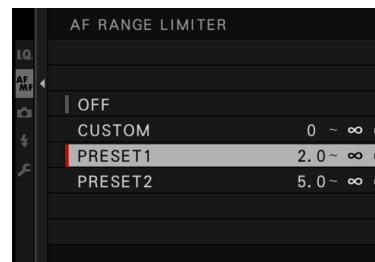 AF RANGE LIMITER
I.Q.
AF
MF
OFF
CUSTOM 0 ~ ∞
PRESET1 2.0~ ∞
PRESET2 5.0~ ∞